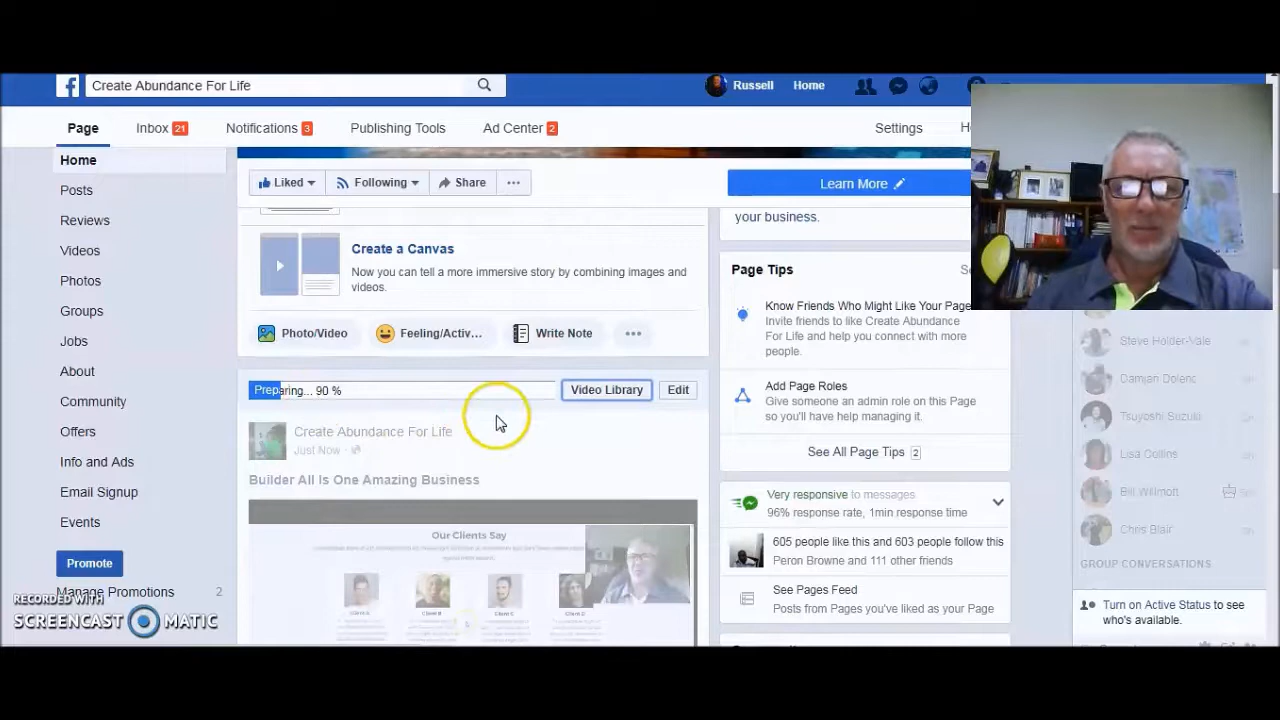 Create Abundance For Life
Russell
Home
Page
Inbox 21
Notifications 3
Publishing Tools
Ad Center 2
Settings
Home
Posts
Reviews
Videos
Photos
Groups
Jobs
About
Community
Offers
Info and Ads
Email Signup
Events
Promote
Manage Promotions 2
RECORDED WITH
SCREENCAST MATIC
Liked
Following
Share
Learn More
Create a Canvas
Now you can tell a more immersive story by combining images and
videos.
Photo/Video
Feeling/Activ...
Write Note
Preparing... 90 %
Video Library
Edit
Create Abundance For Life
Just Now
Builder All Is One Amazing Business
Our Clients Say
Client A
Client B
Client C
Client D
your business.
Page Tips
Know Friends Who Might Like Your Page
Invite friends to like Create Abundance
For Life and help you connect with more
people.
Add Page Roles
Give someone an admin role on this Page
so you'll have help managing it.
See All Page Tips 2
Very responsive to messages
96% response rate, 1min response time
605 people like this and 603 people follow this
Peron Browne and 111 other friends
See Pages Feed
Posts from Pages you've liked as your Page
Steve Holder-Vale
Damjan Dolenc
Tsuyoshi Suzuki
Lisa Collins
Bill Willmott
Chris Blair
GROUP CONVERSATIONS
Turn on Active Status to see
who's available.